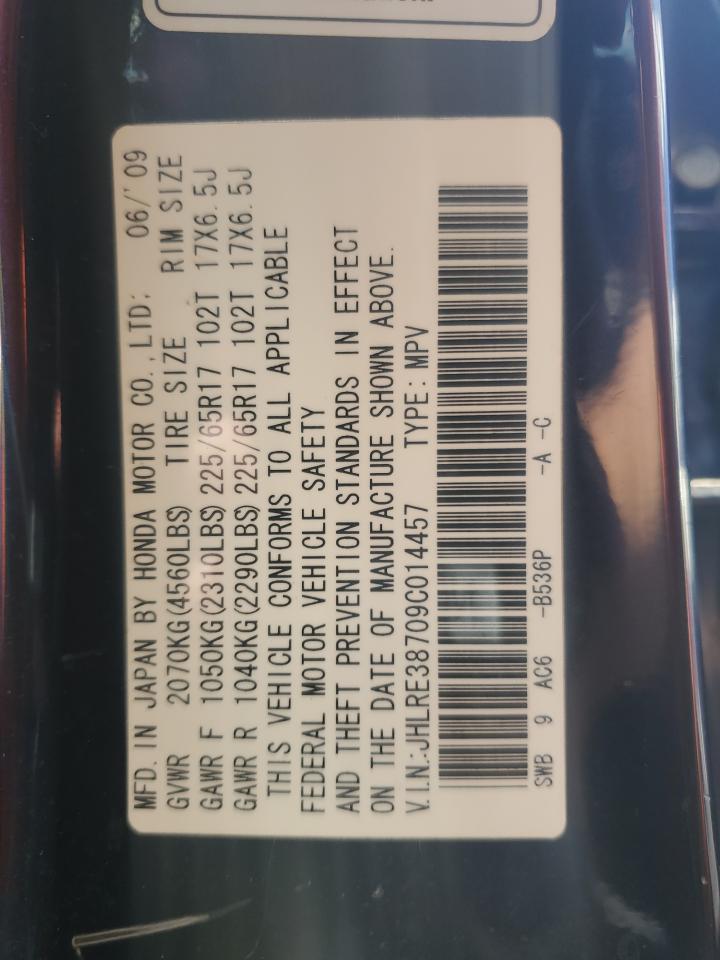 MFD. IN JAPAN BY HONDA MOTOR CO.,LTD: 06/'09
GVWR 2070KG(4560LBS) TIRE SIZE RIM SIZE
GAWR F 1050KG(2310LBS)225/65R17 102T 17X6.5J
GAWR R 1040KG(2290LBS)225/65R17 102T 17X6.5J
THIS VEHICLE CONFORMS TO ALL APPLICABLE
FEDERAL MOTOR VEHICLE SAFETY
AND THEFT PREVENTION STANDARDS IN EFFECT
ON THE DATE OF MANUFACTURE SHOWN ABOVE.
V.I.N.:JHLRE38709C014457 TYPE:MPV
SWB 9 AC6 -B536P -A -C